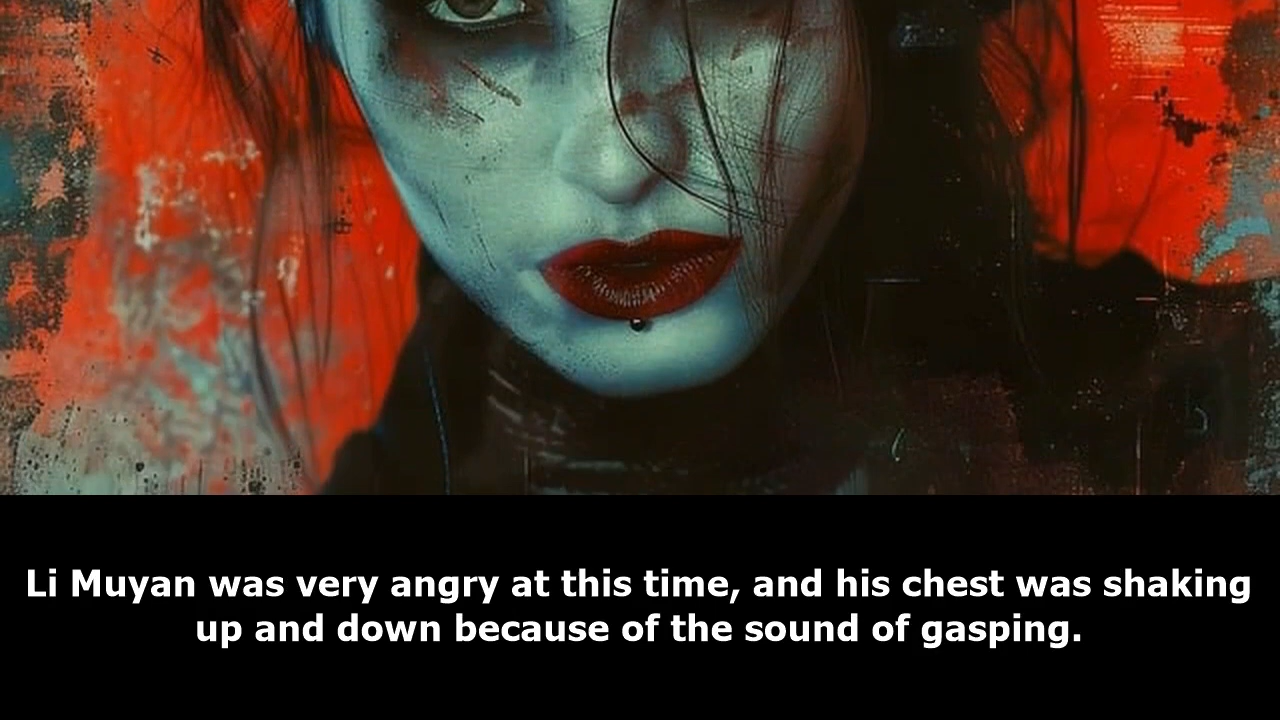 Li Muyan was very angry at this time, and his chest was shaking
up and down because of the sound of gasping.